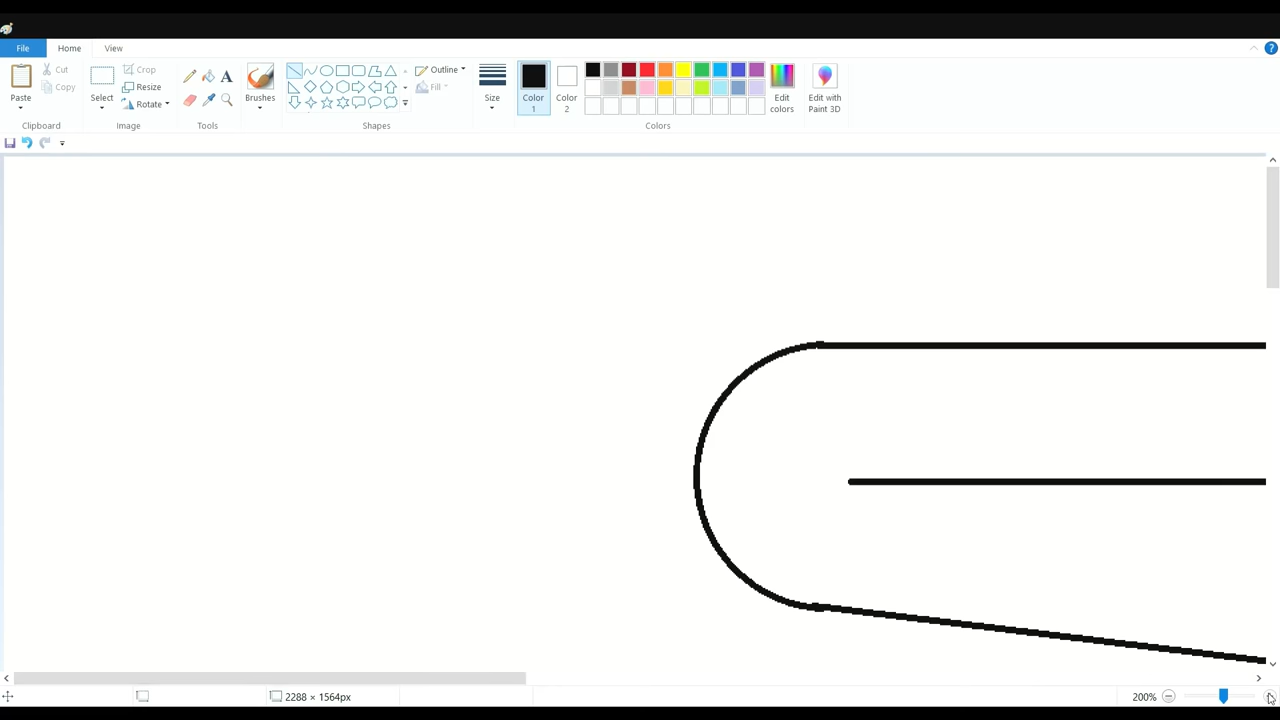 File Home View
Paste Cut Copy Select Crop Resize Rotate A Brushes Outline Fill Size Color 1 Color 2 Edit colors Edit with Paint 3D
Clipboard Image Tools Shapes Colors
2288 × 1564px 200%